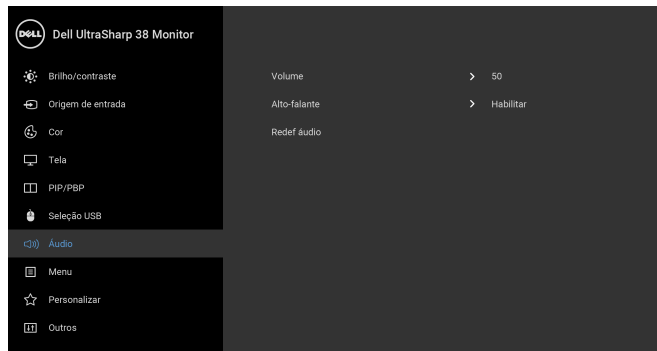 DELL
Dell UltraSharp 38 Monitor
Brilho/contraste
Origem de entrada
Cor
Tela
PIP/PBP
Seleção USB
Áudio
Menu
Personalizar
Outros
Volume > 50
Alto-falante > Habilitar
Redef áudio